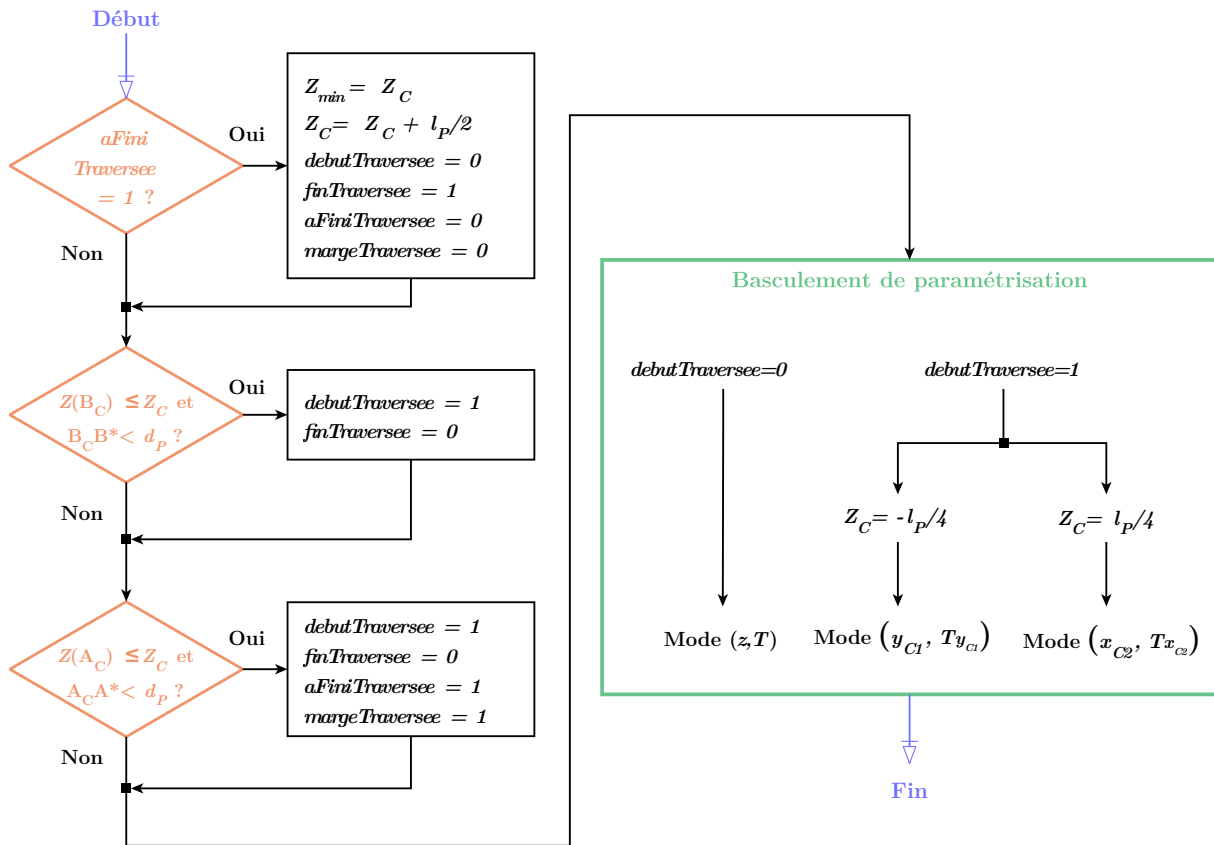 Début
aFini
Traversee
= 1 ?
Oui
Non
Z_min = Z_C
Z_C = Z_C + l_P/2
debutTraversee = 0
finTraversee = 1
aFiniTraversee = 0
margeTraversee = 0
Z(B_C) ≤ Z_C et
B_C B* < d_P ?
Oui
Non
debutTraversee = 1
finTraversee = 0
Z(A_C) ≤ Z_C et
A_C A* < d_P ?
Oui
Non
debutTraversee = 1
finTraversee = 0
aFiniTraversee = 1
margeTraversee = 1
Basculement de paramétrisation
debutTraversee=0
debutTraversee=1
Z_C = -l_P/4
Z_C = l_P/4
Mode (z,T)
Mode (y_C1, Ty_C1)
Mode (x_C2, Tx_C2)
Fin